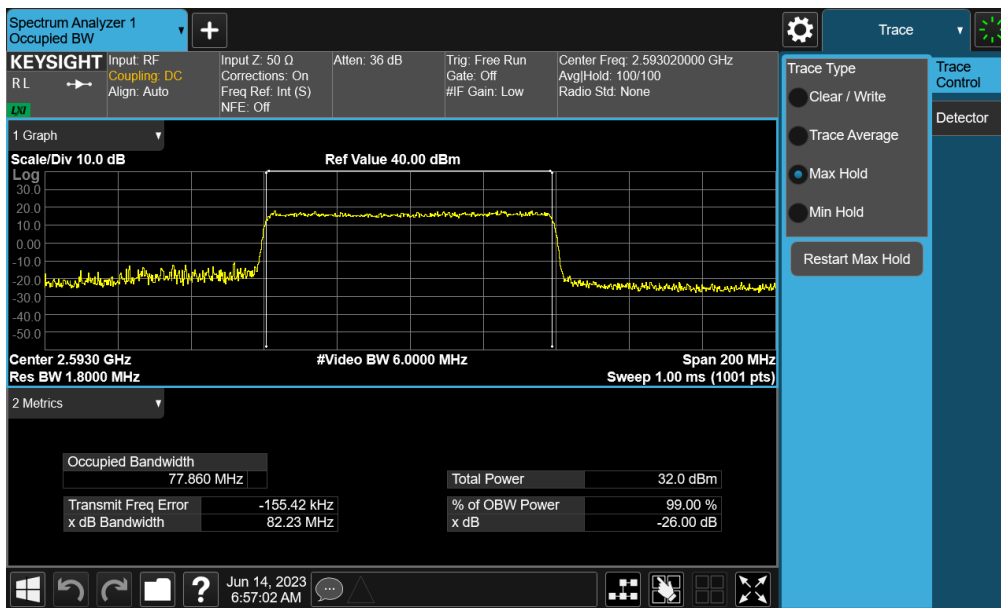 Spectrum Analyzer 1
Occupied BW
Trace
KEYSIGHT
R L
LXI
Input: RF
Coupling: DC
Align: Auto
Input Z: 50 Ω
Corrections: On
Freq Ref: Int (S)
NFE: Off
Atten: 36 dB
Trig: Free Run
Gate: Off
#IF Gain: Low
Center Freq: 2.593020000 GHz
Avg|Hold: 100/100
Radio Std: None
Trace Type
Clear / Write
Trace Average
Max Hold
Min Hold
Restart Max Hold
Trace
Control
Detector
1 Graph
Scale/Div 10.0 dB
Ref Value 40.00 dBm
Log
30.0
20.0
10.0
0.00
-10.0
-20.0
-30.0
-40.0
-50.0
Center 2.5930 GHz
#Video BW 6.0000 MHz
Span 200 MHz
Res BW 1.8000 MHz
Sweep 1.00 ms (1001 pts)
2 Metrics
Occupied Bandwidth
77.860 MHz
Total Power 32.0 dBm
Transmit Freq Error -155.42 kHz
% of OBW Power 99.00 %
x dB Bandwidth 82.23 MHz
x dB -26.00 dB
?
Jun 14, 2023
6:57:02 AM